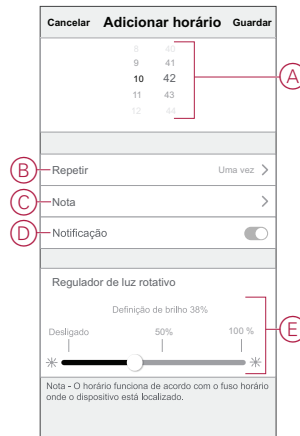 Cancelar Adicionar horário Guardar
8 40
9 41
10 42
11 43
12 44
A
B Repetir Uma vez
C Nota
D Notificação
Regulador de luz rotativo
Definição de brilho 38%
Desligado 50% 100 %
E
Nota - O horário funciona de acordo com o fuso horário
onde o dispositivo está localizado.